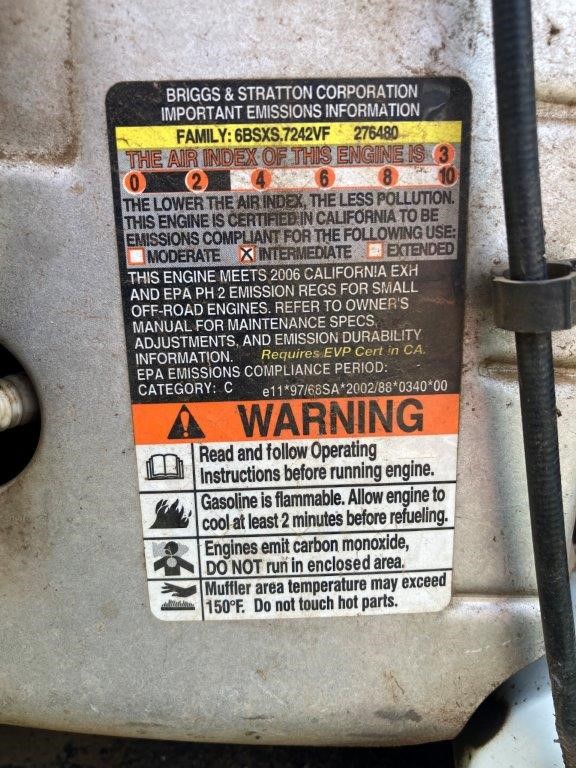 BRIGGS & STRATTON CORPORATION
IMPORTANT EMISSIONS INFORMATION
FAMILY: 6BSXS.7242VF 276480
THE AIR INDEX OF THIS ENGINE IS 3
0 2 4 6 8 10
THE LOWER THE AIR INDEX, THE LESS POLLUTION.
THIS ENGINE IS CERTIFIED IN CALIFORNIA TO BE
EMISSIONS COMPLIANT FOR THE FOLLOWING USE:
MODERATE INTERMEDIATE EXTENDED
THIS ENGINE MEETS 2006 CALIFORNIA EXH
AND EPA PH 2 EMISSION REGS FOR SMALL
OFF-ROAD ENGINES. REFER TO OWNER'S
MANUAL FOR MAINTENANCE SPECS,
ADJUSTMENTS, AND EMISSION DURABILITY
INFORMATION. Requires EVP Cert in CA.
EPA EMISSIONS COMPLIANCE PERIOD:
CATEGORY: C e11*97/68SA*2002/88*0340*00
WARNING
Read and follow Operating
Instructions before running engine.
Gasoline is flammable. Allow engine to
cool at least 2 minutes before refueling.
Engines emit carbon monoxide,
DO NOT run in enclosed area.
Muffler area temperature may exceed
150°F. Do not touch hot parts.